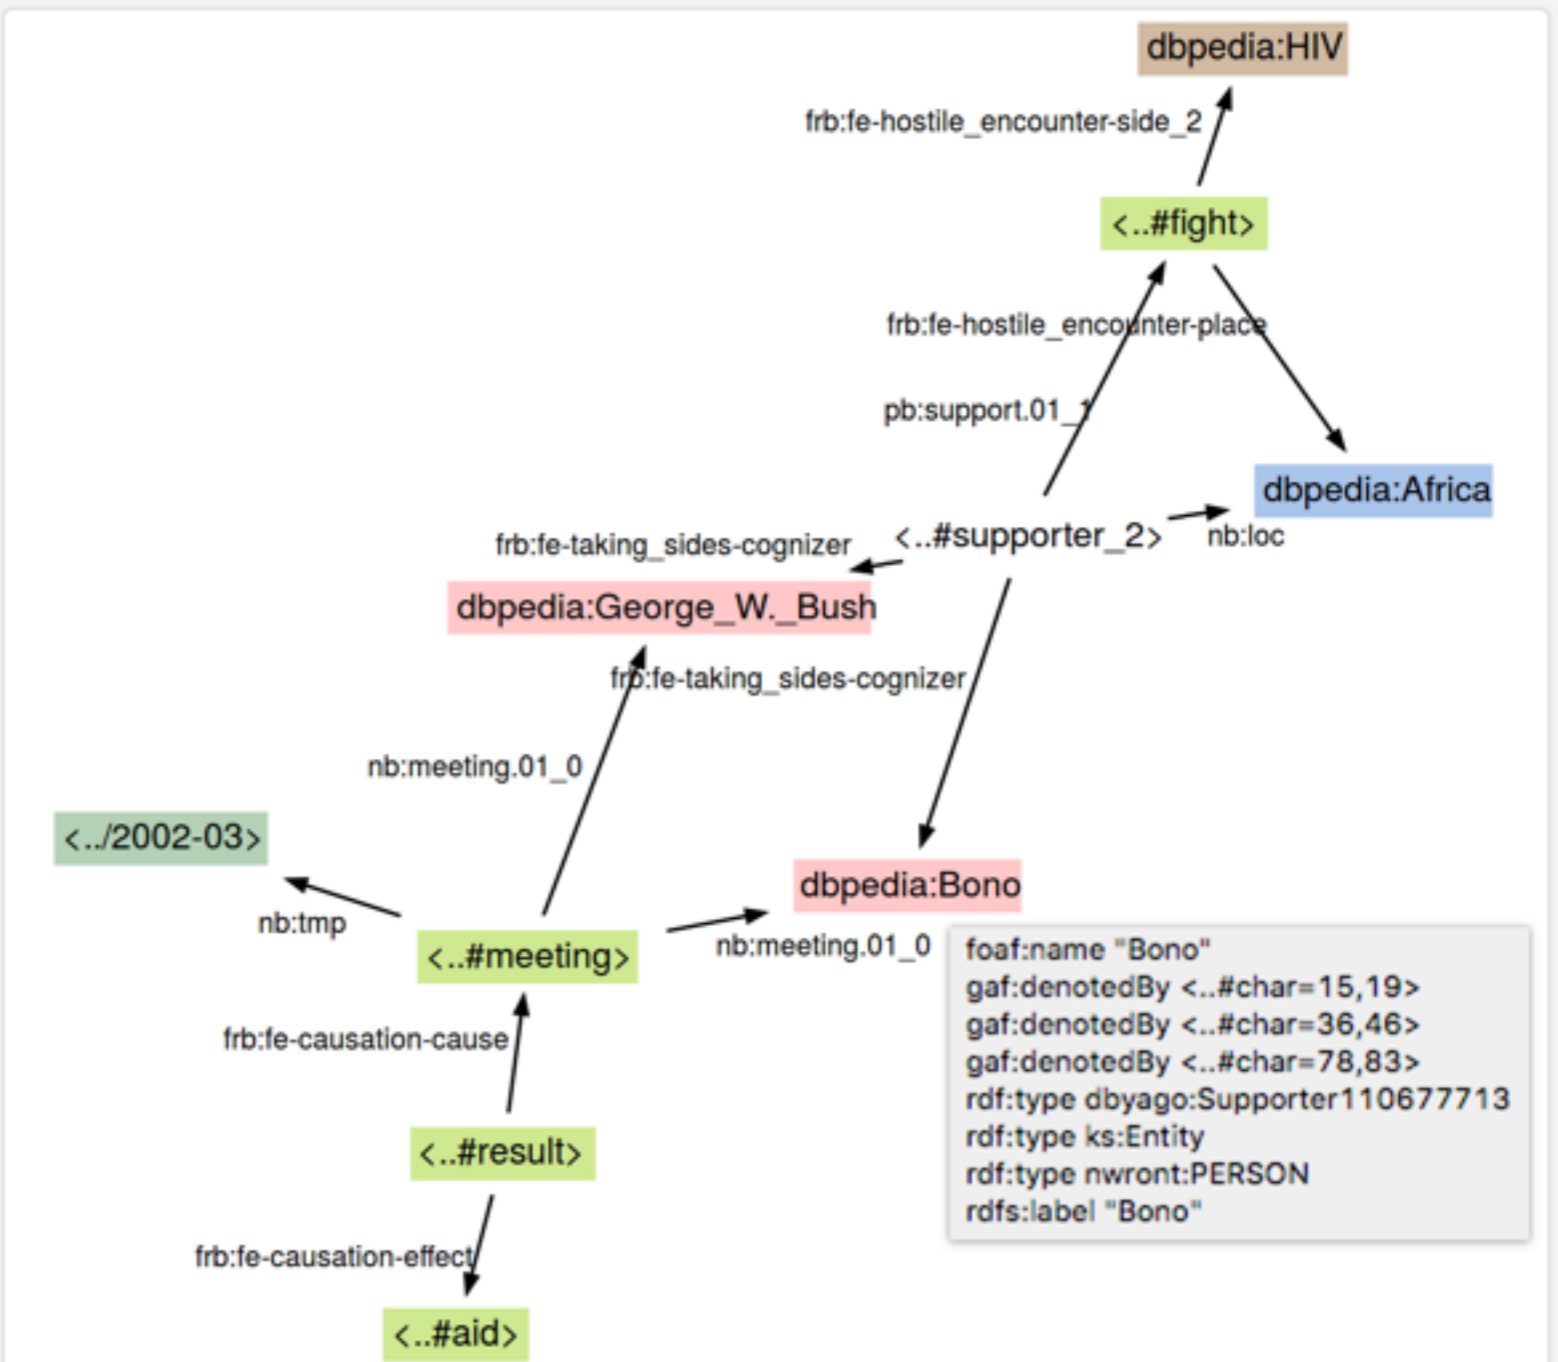 dbpedia:HIV
frb:fe-hostile_encounter-side_2
<..#fight>
frb:fe-hostile_encounter-place
pb:support.01_1
dbpedia:Africa
<..#supporter_2>
nb:loc
frb:fe-taking_sides-cognizer
dbpedia:George_W._Bush
frb:fe-taking_sides-cognizer
nb:meeting.01_0
<../2002-03>
dbpedia:Bono
nb:tmp
nb:meeting.01_0
<..#meeting>
foaf:name "Bono"
gaf:denotedBy <..#char=15,19>
gaf:denotedBy <..#char=36,46>
gaf:denotedBy <..#char=78,83>
rdf:type dbyago:Supporter110677713
rdf:type ks:Entity
rdf:type nwront:PERSON
rdfs:label "Bono"
frb:fe-causation-cause
<..#result>
frb:fe-causation-effect
<..#aid>